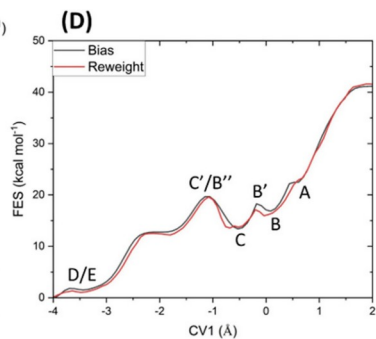 (D)
Bias
Reweight
50
40
30
20
10
0
FES (kcal mol⁻¹)
C'/B''
B'
A
B
C
D/E
-4 -3 -2 -1 0 1 2
CV1 (Å)